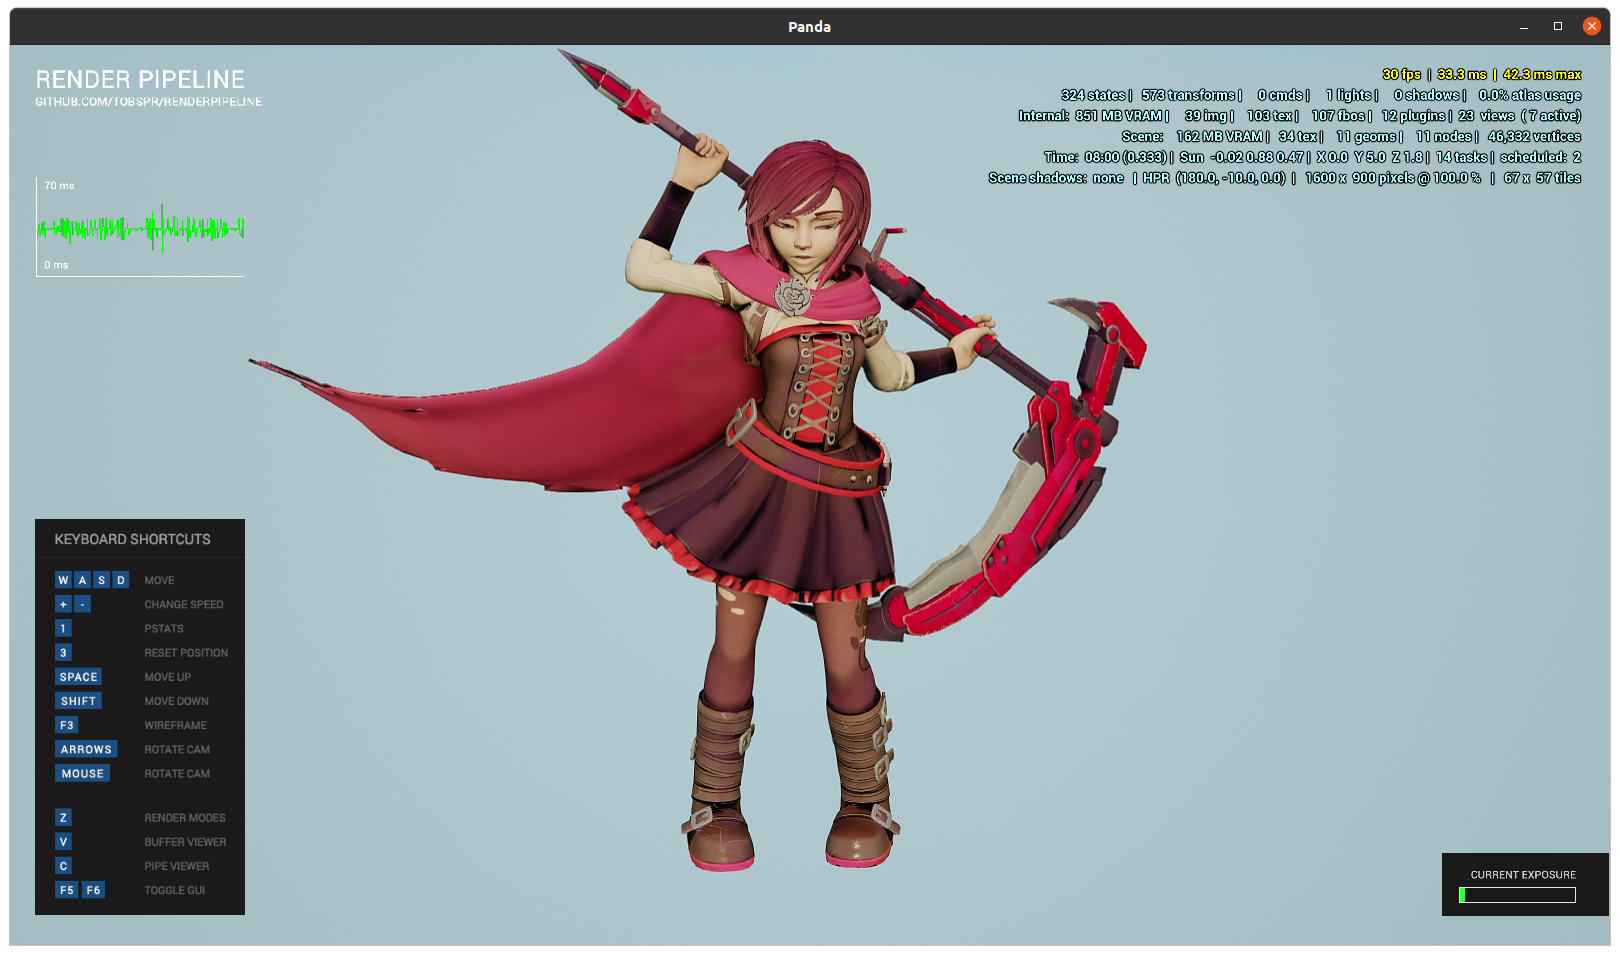 Panda
RENDER PIPELINE
GITHUB.COM/TOBSPR/RENDERPIPELINE
30 fps | 33.3 ms | 42.3 ms max
324 states | 573 transforms | 0 cmds | 1 lights | 0 shadows | 0.0% atlas usage
Internal: 851 MB VRAM | 39 img | 103 tex | 107 fbos | 12 plugins | 23 views ( 7 active)
Scene: 162 MB VRAM | 34 tex | 11 geoms | 11 nodes | 46,332 vertices
Time: 08:00 (0.333) | Sun -0.02 0.88 0.47 | X 0.0 Y 5.0 Z 1.8 | 14 tasks | scheduled: 2
Scene shadows: none | HPR (180.0, -10.0, 0.0) | 1600 x 900 pixels @ 100.0 % | 67 x 57 tiles
70 ms
0 ms
KEYBOARD SHORTCUTS
W A S D MOVE
+ - CHANGE SPEED
1 PSTATS
3 RESET POSITION
SPACE MOVE UP
SHIFT MOVE DOWN
F3 WIREFRAME
ARROWS ROTATE CAM
MOUSE ROTATE CAM
Z RENDER MODES
V BUFFER VIEWER
C PIPE VIEWER
F5 F6 TOGGLE GUI
CURRENT EXPOSURE